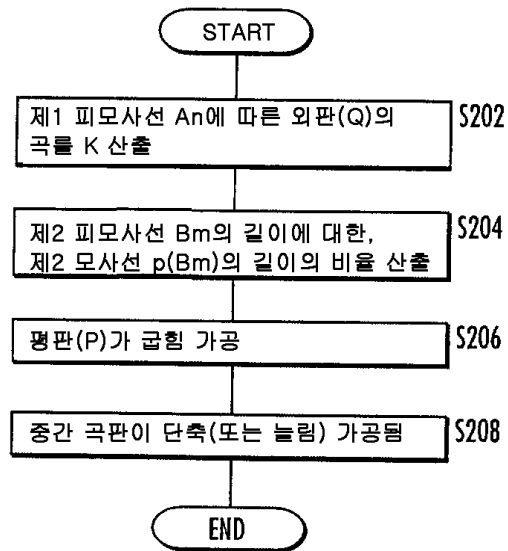 START
제1 피모사선 An에 따른 외판(Q)의
곡률 K 산출
S202
제2 피모사선 Bm의 길이에 대한,
제2 모사선 p(Bm)의 길이의 비율 산출
S204
평판(P)가 굽힘 가공
S206
중간 곡판이 단축(또는 늘림) 가공됨
S208
END